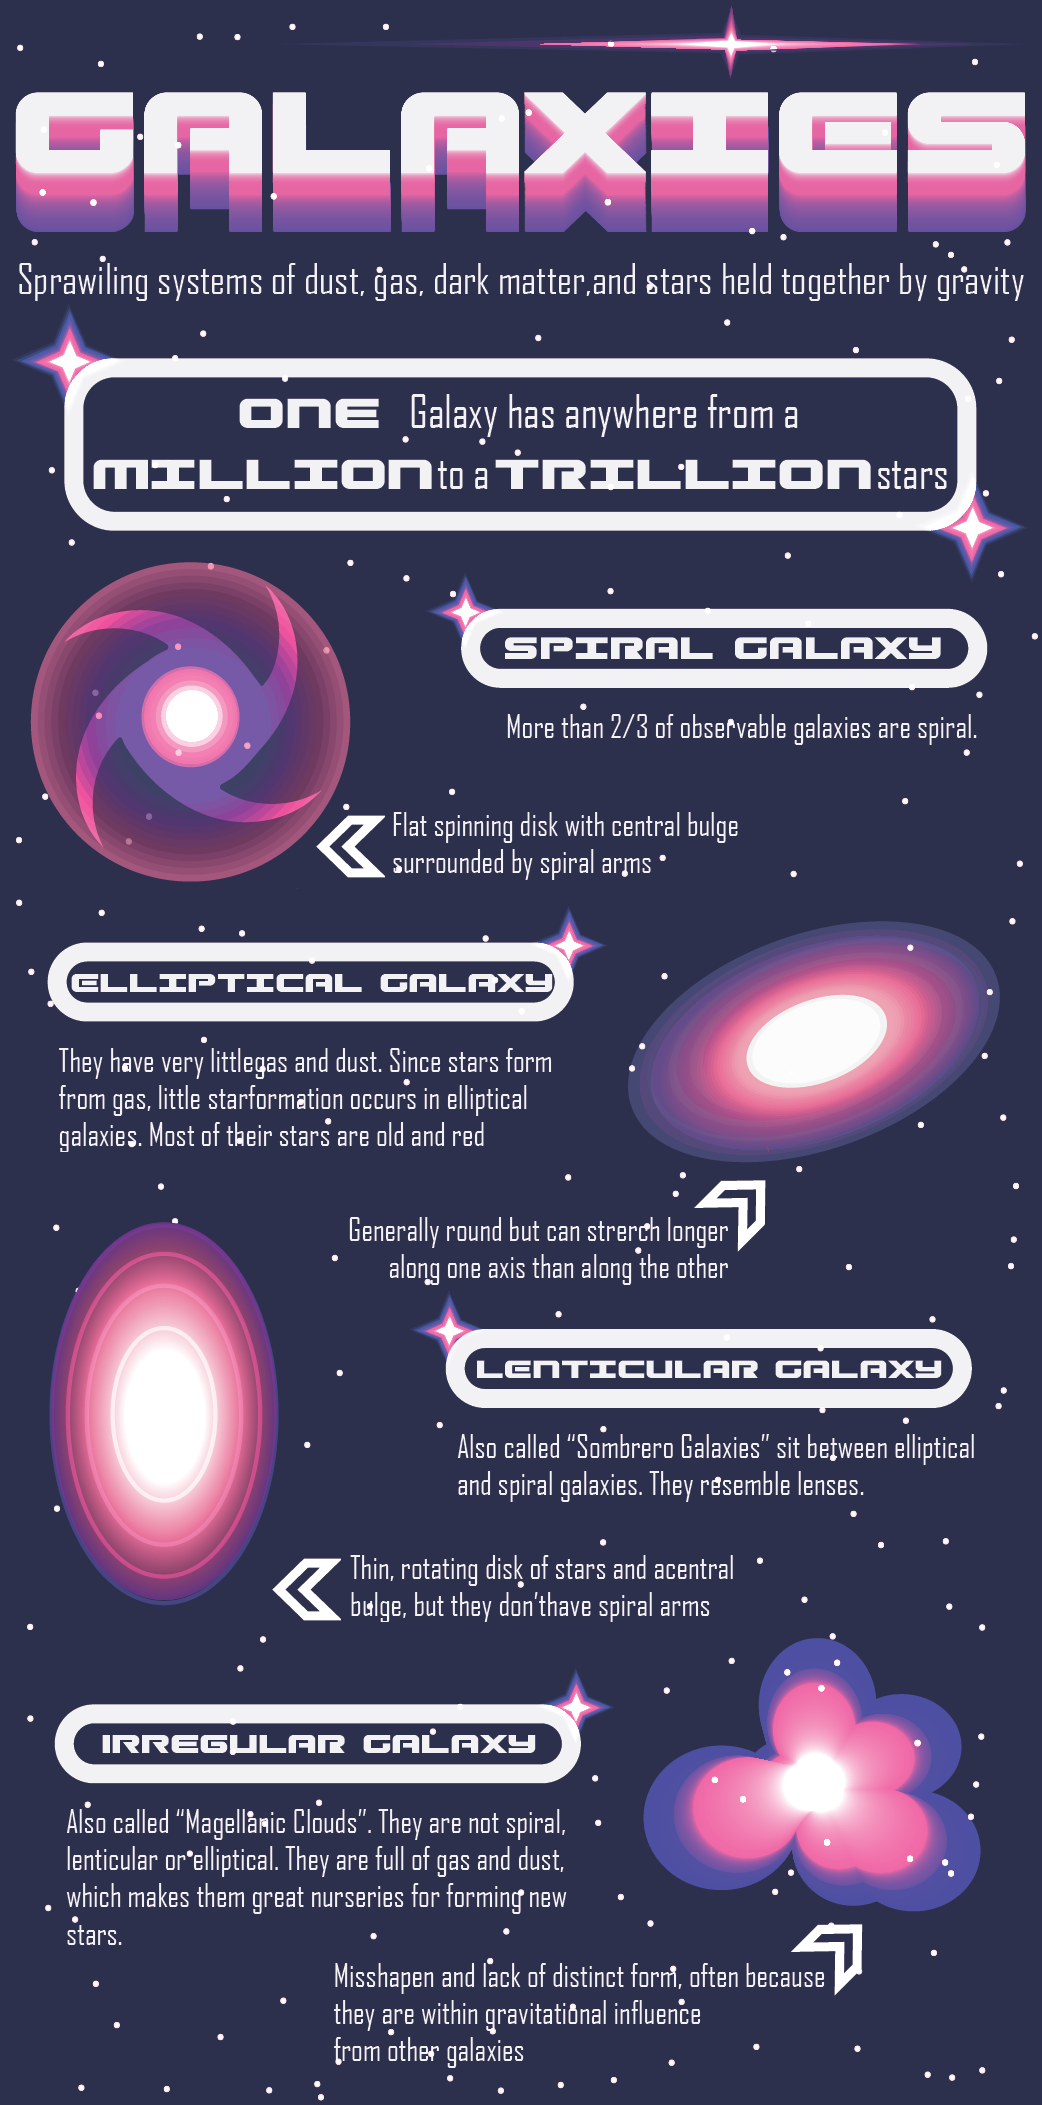 GALAXIES
Sprawiling systems of dust, gas, dark matter,and stars held together by gravity
ONE Galaxy has anywhere from a
MILLION to a TRILLION stars
SPIRAL GALAXY
More than 2/3 of observable galaxies are spiral.
Flat spinning disk with central bulge
surrounded by spiral arms
ELLIPTICAL GALAXY
They have very littlegas and dust. Since stars form
from gas, little starformation occurs in elliptical
galaxies. Most of their stars are old and red
Generally round but can strerch longer
along one axis than along the other
LENTICULAR GALAXY
Also called “Sombrero Galaxies” sit between elliptical
and spiral galaxies. They resemble lenses.
Thin, rotating disk of stars and acentral
bulge, but they don'thave spiral arms
IRREGULAR GALAXY
Also called “Magellanic Clouds”. They are not spiral,
lenticular or elliptical. They are full of gas and dust,
which makes them great nurseries for forming new
stars.
Misshapen and lack of distinct form, often because
they are within gravitational influence
from other galaxies